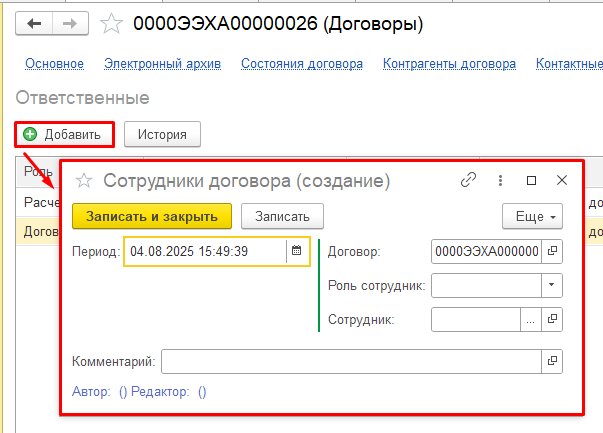 0000ЭЭХА00000026 (Договоры)
Основное Электронный архив Состояния договора Контрагенты договора Контактные
Ответственные
Добавить История
Роль
Сотрудники договора (создание)
Расче
до
Записать и закрыть Записать Еще
Догов
до
Период: 04.08.2025 15:49:39 Договор: 0000ЭЭХА000000
Роль сотрудник:
Сотрудник: ...
Комментарий:
Автор: () Редактор: ()